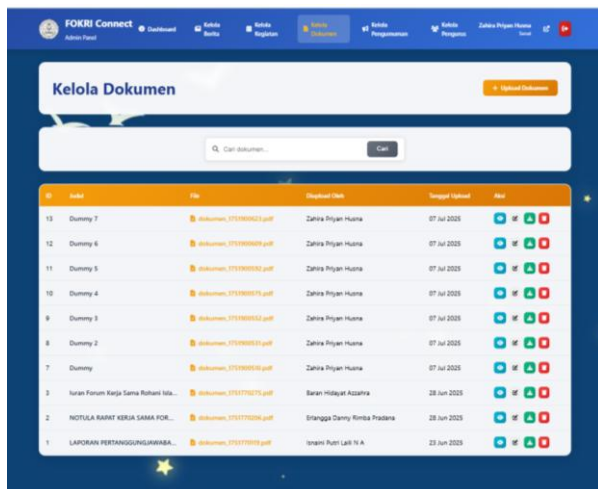 FOKRI Connect
Admin Panel
Dashboard
Kelola Berita
Kelola Kegiatan
Kelola Dokumen
Kelola Pengumuman
Kelola Pengurus
Zahira Priyan Husna
Kelola Dokumen
+ Upload Dokumen
Cari dokumen...
Cari
ID Judul File Diupload Oleh Tanggal Upload Aksi
13 Dummy 7 Zahira Priyan Husna 07 Jul 2025
12 Dummy 6 Zahira Priyan Husna 07 Jul 2025
11 Dummy 5 Zahira Priyan Husna 07 Jul 2025
10 Dummy 4 Zahira Priyan Husna 07 Jul 2025
9 Dummy 3 Zahira Priyan Husna 07 Jul 2025
8 Dummy 2 Zahira Priyan Husna 07 Jul 2025
7 Dummy Zahira Priyan Husna 07 Jul 2025
3 Iuran Forum Kerja Sama Rohani Isla... Baran Hidayat Azzahra 28 Jun 2025
2 NOTULA RAPAT KERJA SAMA FOR... Erlangga Danny Rimba Pradana 28 Jun 2025
1 LAPORAN PERTANGGUNGJAWABA... Isnaini Putri Laili N A 23 Jun 2025